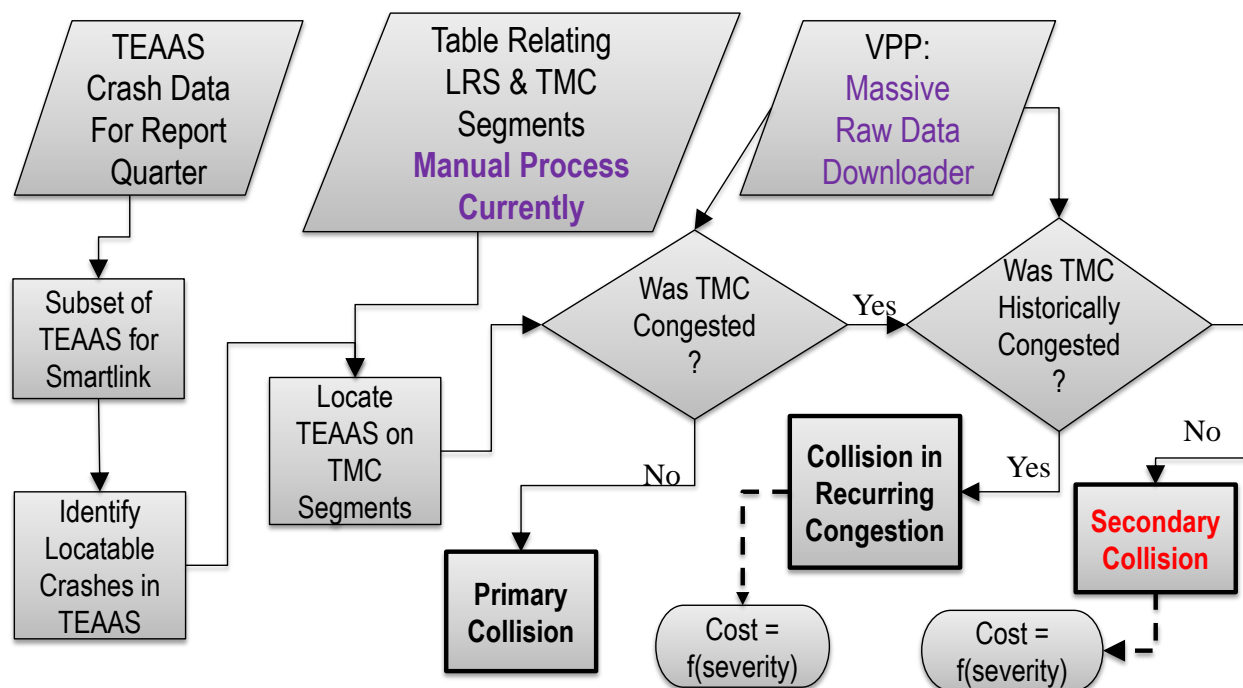 TEAAS
Crash Data
For Report
Quarter
Table Relating
LRS & TMC
Segments
Manual Process
Currently
VPP:
Massive
Raw Data
Downloader
Subset of
TEAAS for
Smartlink
Identify
Locatable
Crashes in
TEAAS
Locate
TEAAS on
TMC
Segments
Was TMC
Congested
?
Yes
Was TMC
Historically
Congested
?
No
Primary
Collision
Yes
Collision in
Recurring
Congestion
No
Secondary
Collision
Cost =
f(severity)
Cost =
f(severity)